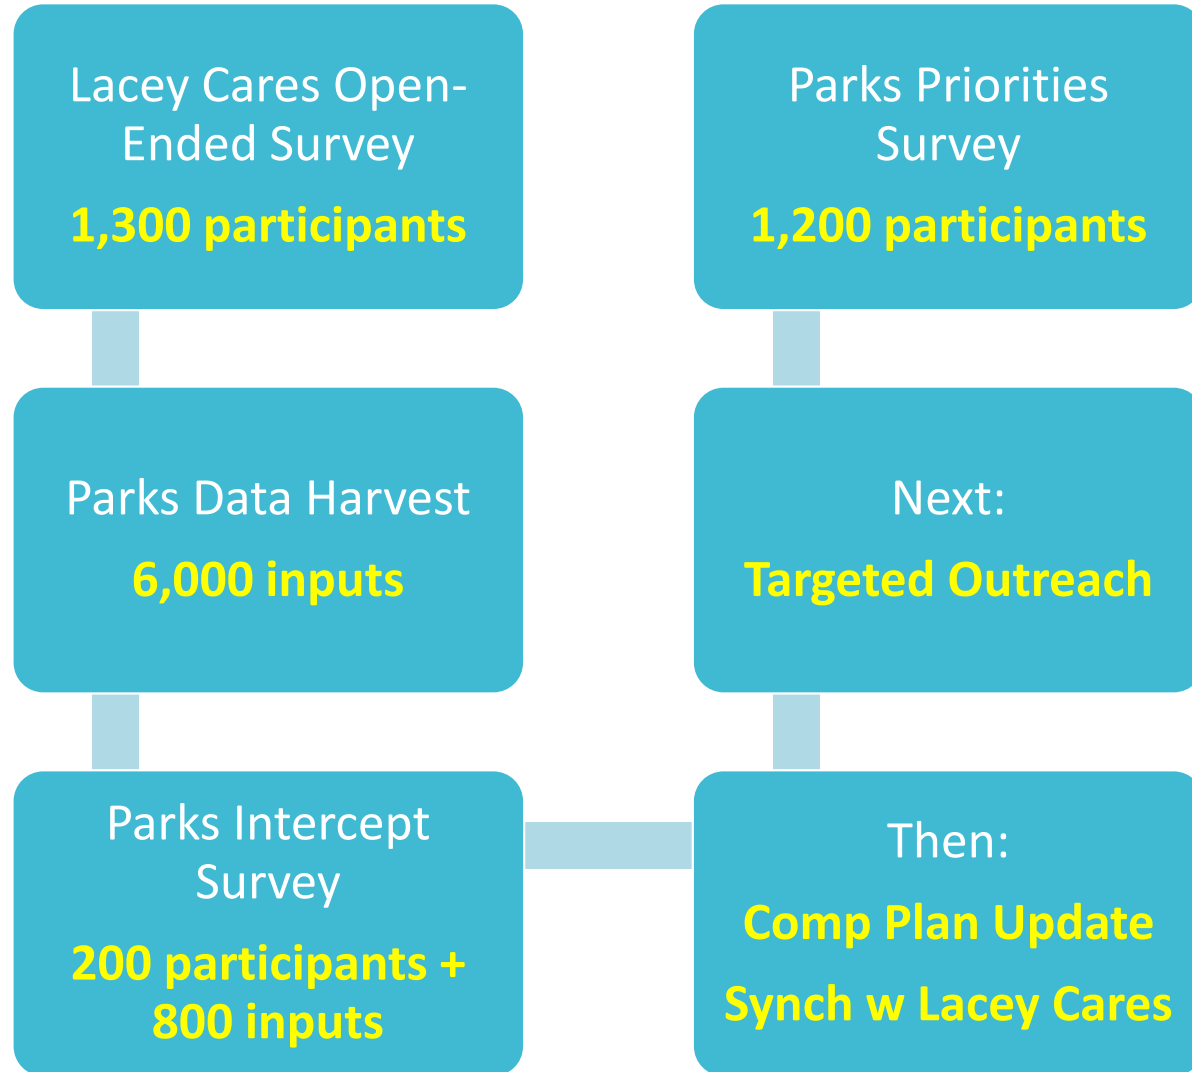 Lacey Cares Open-
Ended Survey
1,300 participants
Parks Data Harvest
6,000 inputs
Parks Intercept
Survey
200 participants +
800 inputs
Parks Priorities
Survey
1,200 participants
Next:
Targeted Outreach
Then:
Comp Plan Update
Synch w Lacey Cares